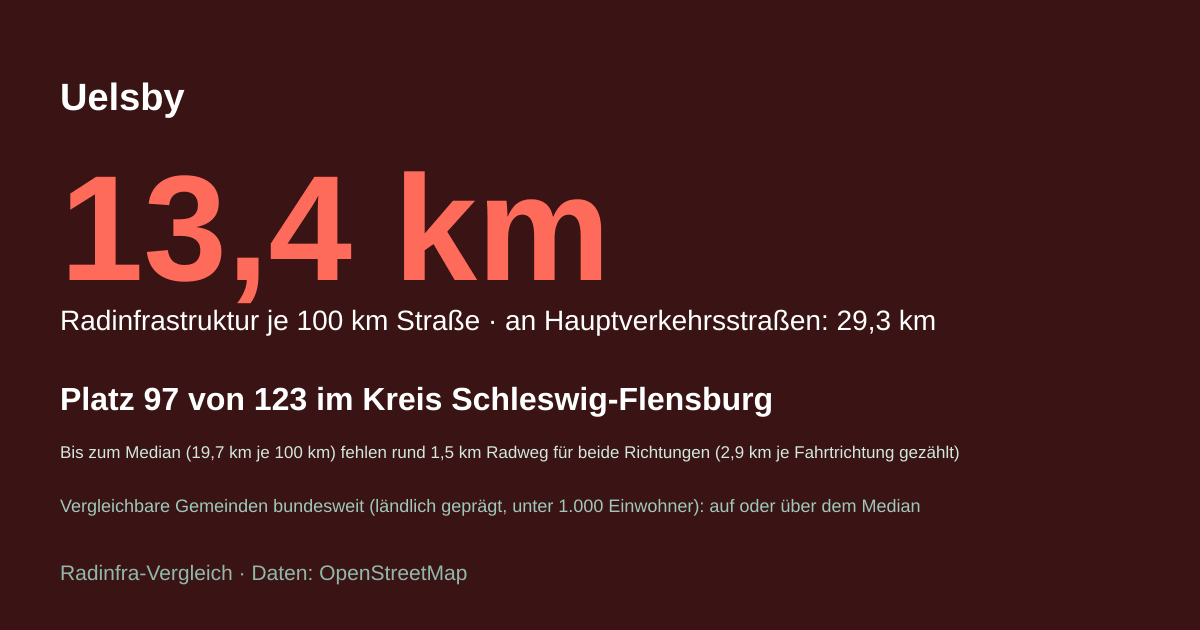 Uelsby
13,4 km
Radinfrastruktur je 100 km Straße · an Hauptverkehrsstraßen: 29,3 km
Platz 97 von 123 im Kreis Schleswig-Flensburg
Bis zum Median (19,7 km je 100 km) fehlen rund 1,5 km Radweg für beide Richtungen (2,9 km je Fahrtrichtung gezählt)
Vergleichbare Gemeinden bundesweit (ländlich geprägt, unter 1.000 Einwohner): auf oder über dem Median
Radinfra-Vergleich · Daten: OpenStreetMap